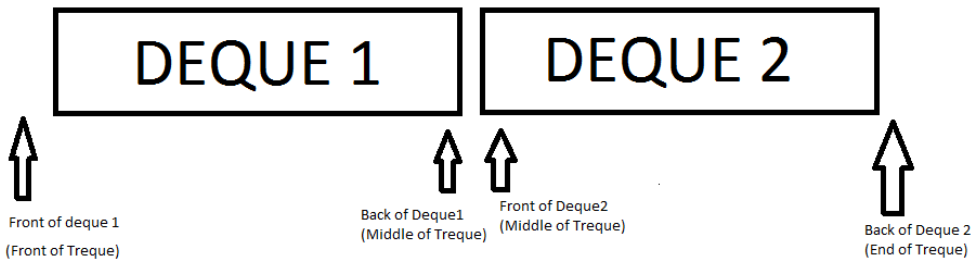 DEQUE 1
DEQUE 2
Front of deque 1
(Front of Treque)
Back of Deque1
(Middle of Treque)
Front of Deque2
(Middle of Treque)
Back of Deque 2
(End of Treque)